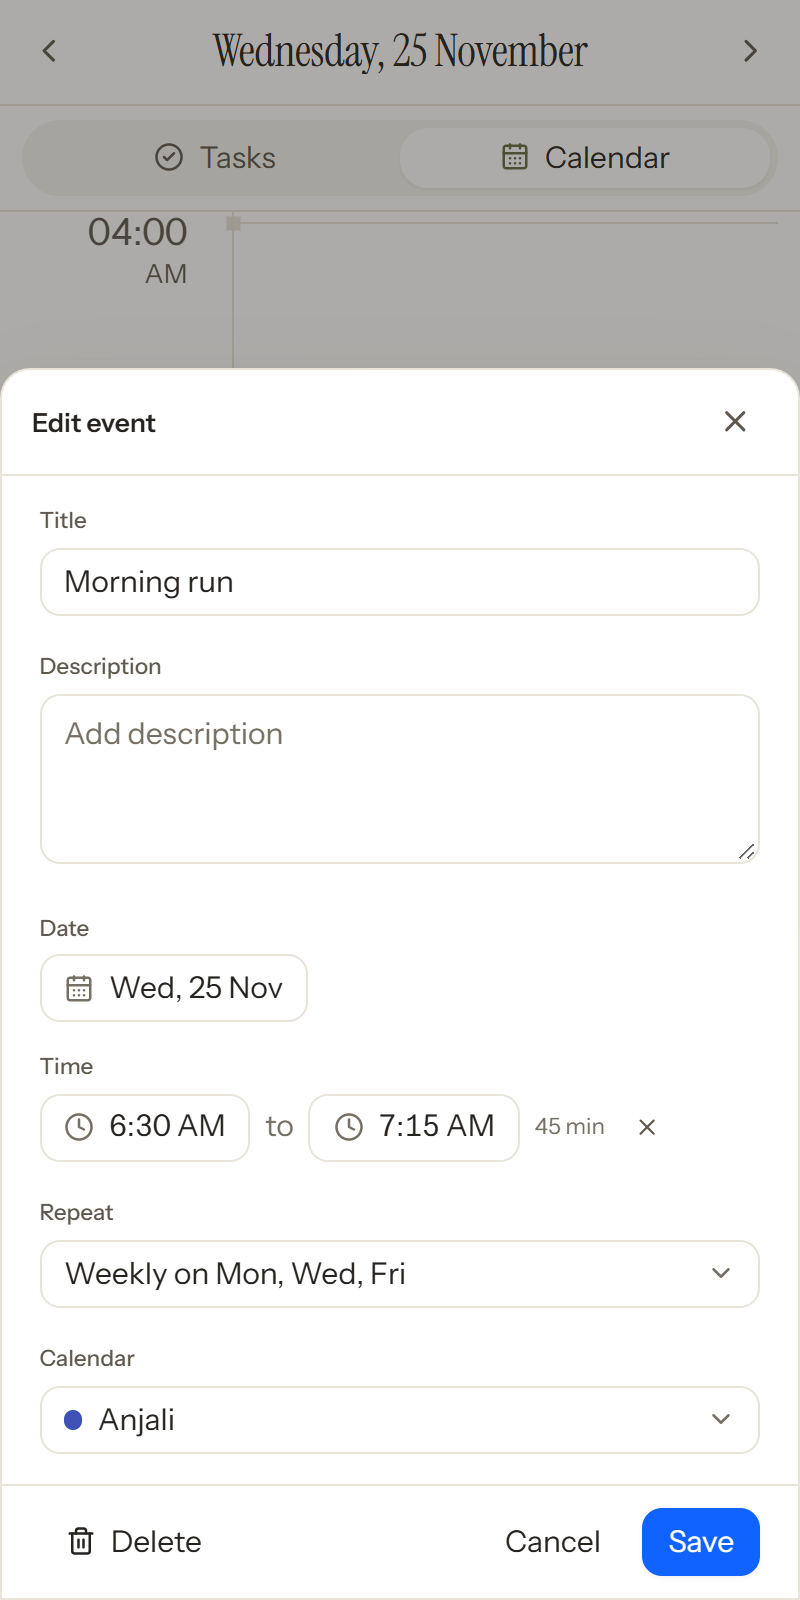 Wednesday, 25 November
Tasks
Calendar
04:00
AM
Edit event
Title
Morning run
Description
Add description
Date
Wed, 25 Nov
Time
6:30 AM to 7:15 AM 45 min
Repeat
Weekly on Mon, Wed, Fri
Calendar
Anjali
Delete
Cancel
Save